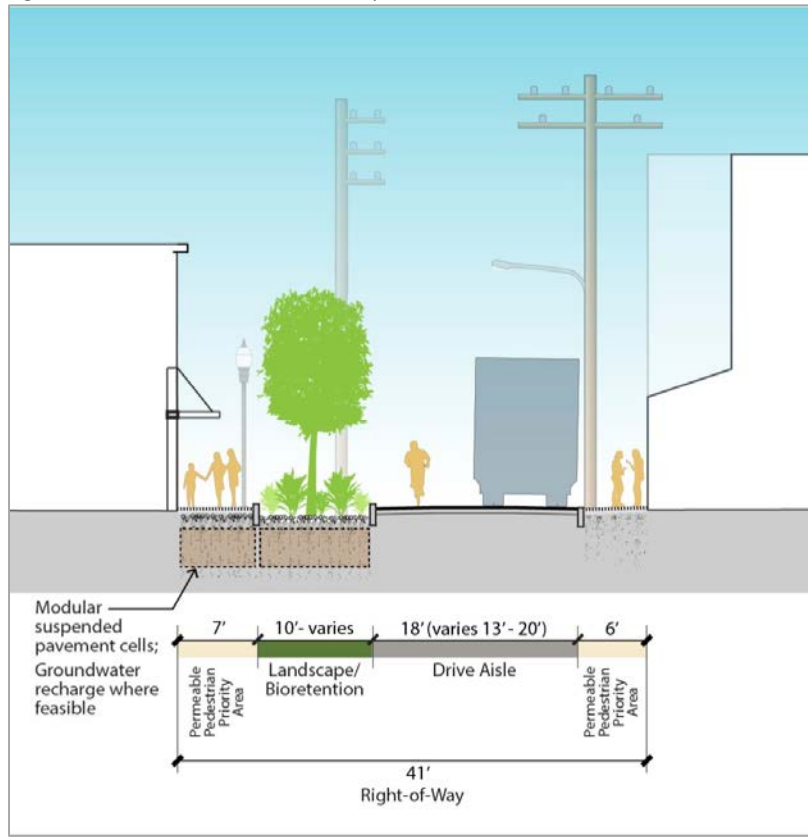 Modular
suspended
pavement cells;
Groundwater
recharge where
feasible
7'
10'- varies
18' (varies 13' - 20')
6'
Permeable
Pedestrian
Priority
Area
Landscape/
Bioretention
Drive Aisle
Permeable
Pedestrian
Priority
Area
41'
Right-of-Way